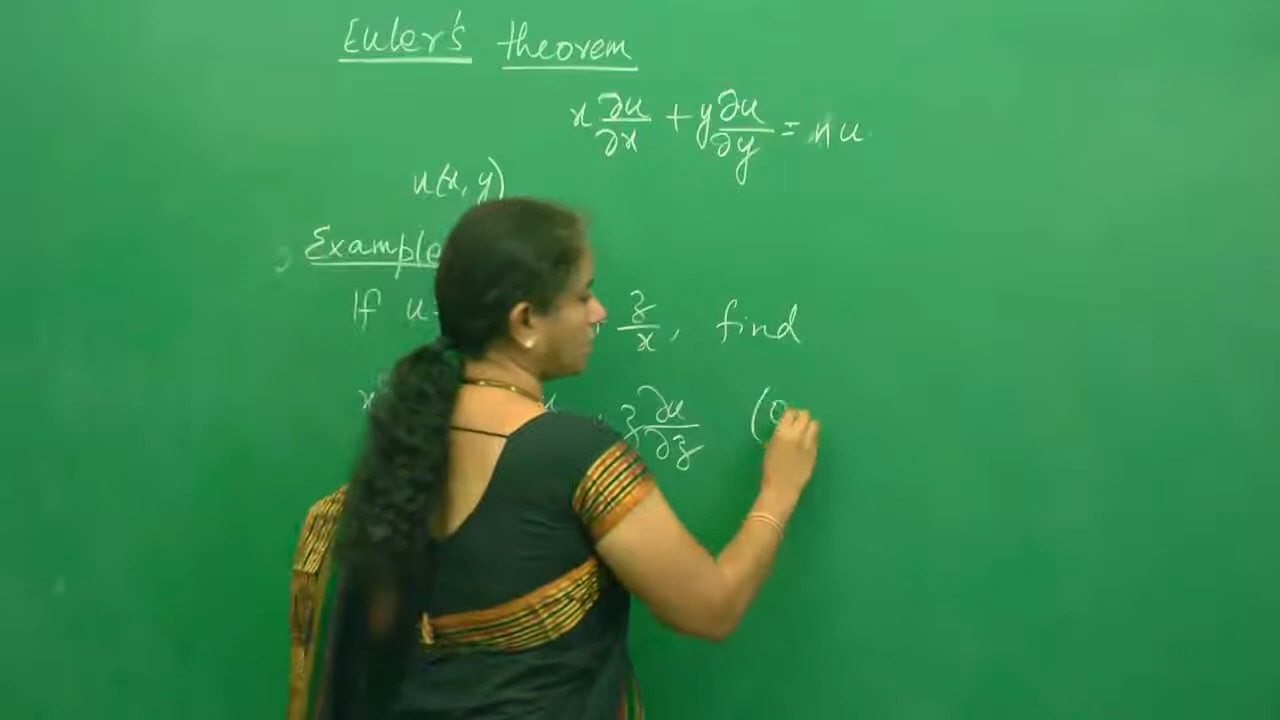 Euler's theorem
x ∂u/∂x + y ∂u/∂y = nu
u(x, y)
Example
If u= z/x, find
x ∂u/∂z (